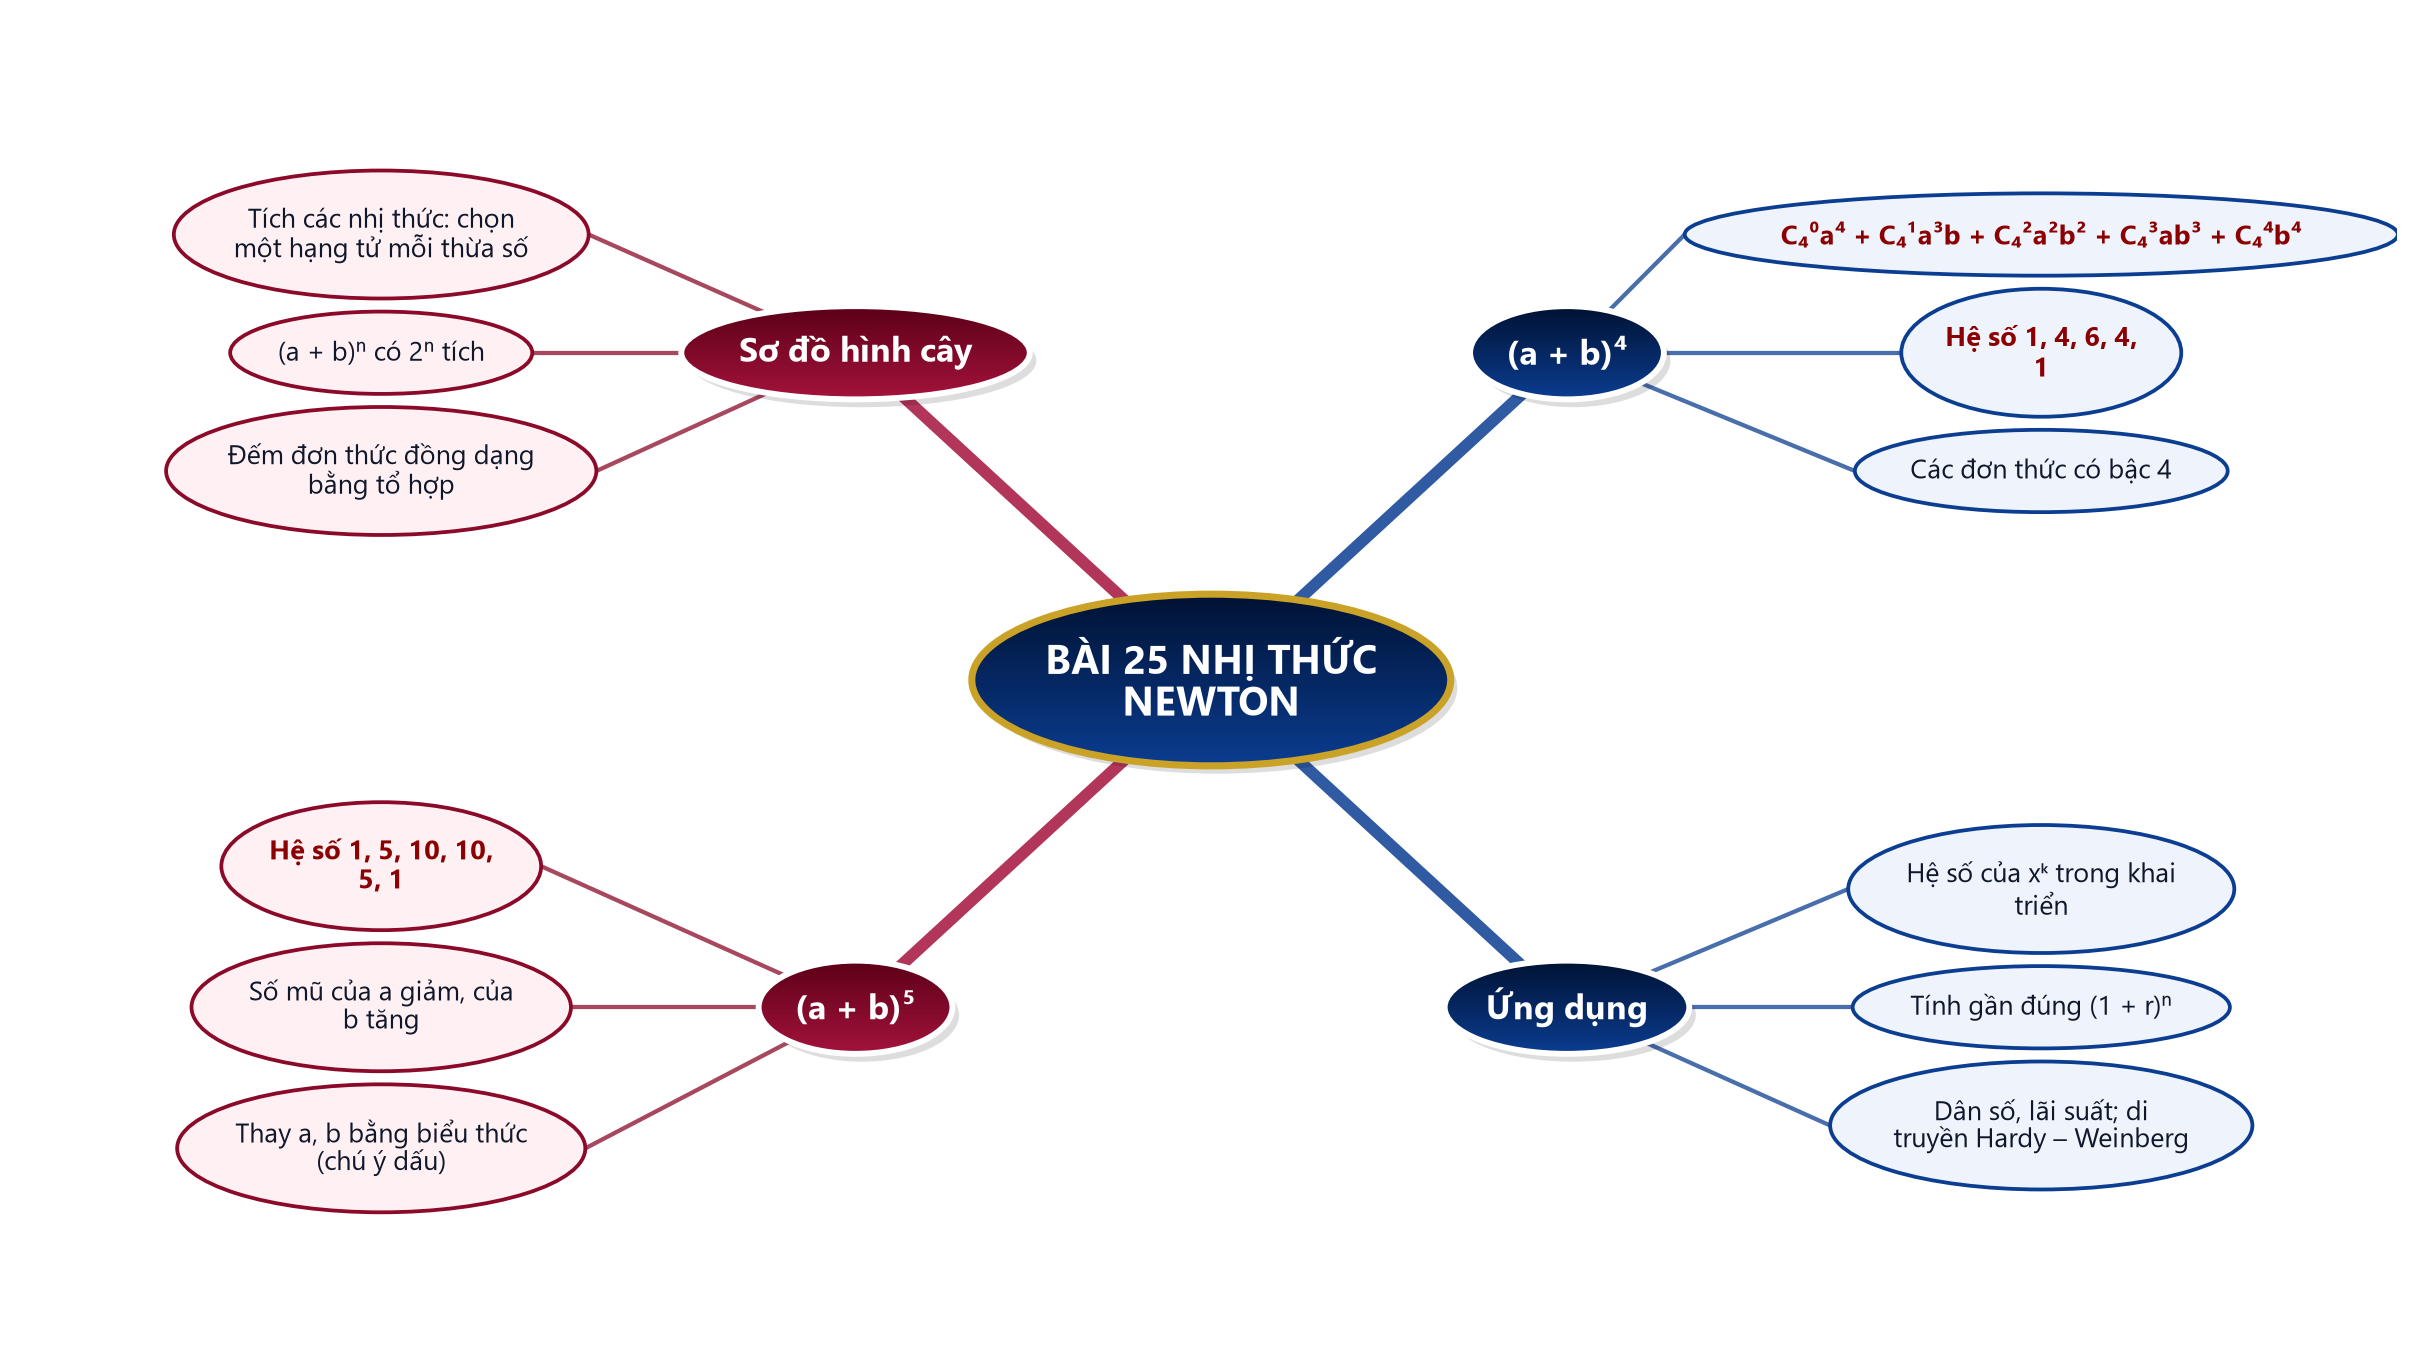 BÀI 25 NHỊ THỨC
NEWTON
Sơ đồ hình cây
Tích các nhị thức: chọn
một hạng tử mỗi thừa số
(a + b)ⁿ có 2ⁿ tích
Đếm đơn thức đồng dạng
bằng tổ hợp
(a + b)⁴
C₄⁰a⁴ + C₄¹a³b + C₄²a²b² + C₄³ab³ + C₄⁴b⁴
Hệ số 1, 4, 6, 4,
1
Các đơn thức có bậc 4
(a + b)⁵
Hệ số 1, 5, 10, 10,
5, 1
Số mũ của a giảm, của
b tăng
Thay a, b bằng biểu thức
(chú ý dấu)
Ứng dụng
Hệ số của xᵏ trong khai
triển
Tính gần đúng (1 + r)ⁿ
Dân số, lãi suất; di
truyền Hardy – Weinberg